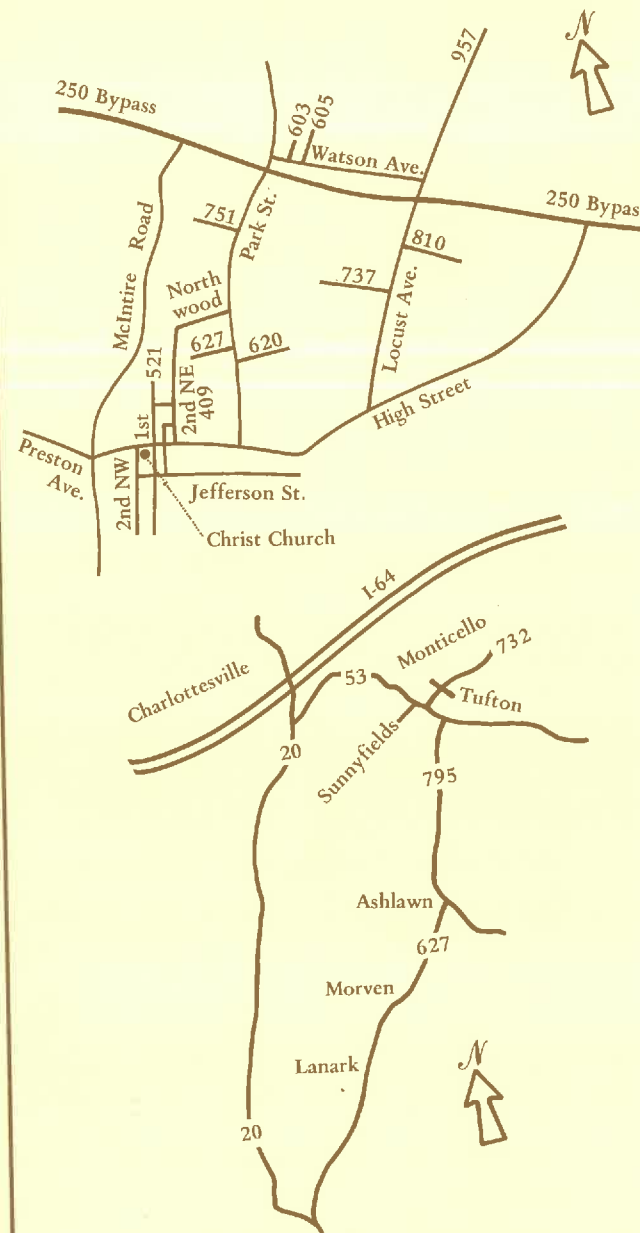 N
957
250 Bypass
603
605
Watson Ave.
250 Bypas
751
Park St.
McIntire Road
810
737
North
wood
Locust Ave.
627
620
521
2nd NE
409
High Street
1st
Preston
Ave.
2nd NW
Jefferson St.
Christ Church
I-64
Monticello
732
Charlottesville
53
Tufton
Sunnyfields
20
795
Ashlawn
627
Morven
N
Lanark
20